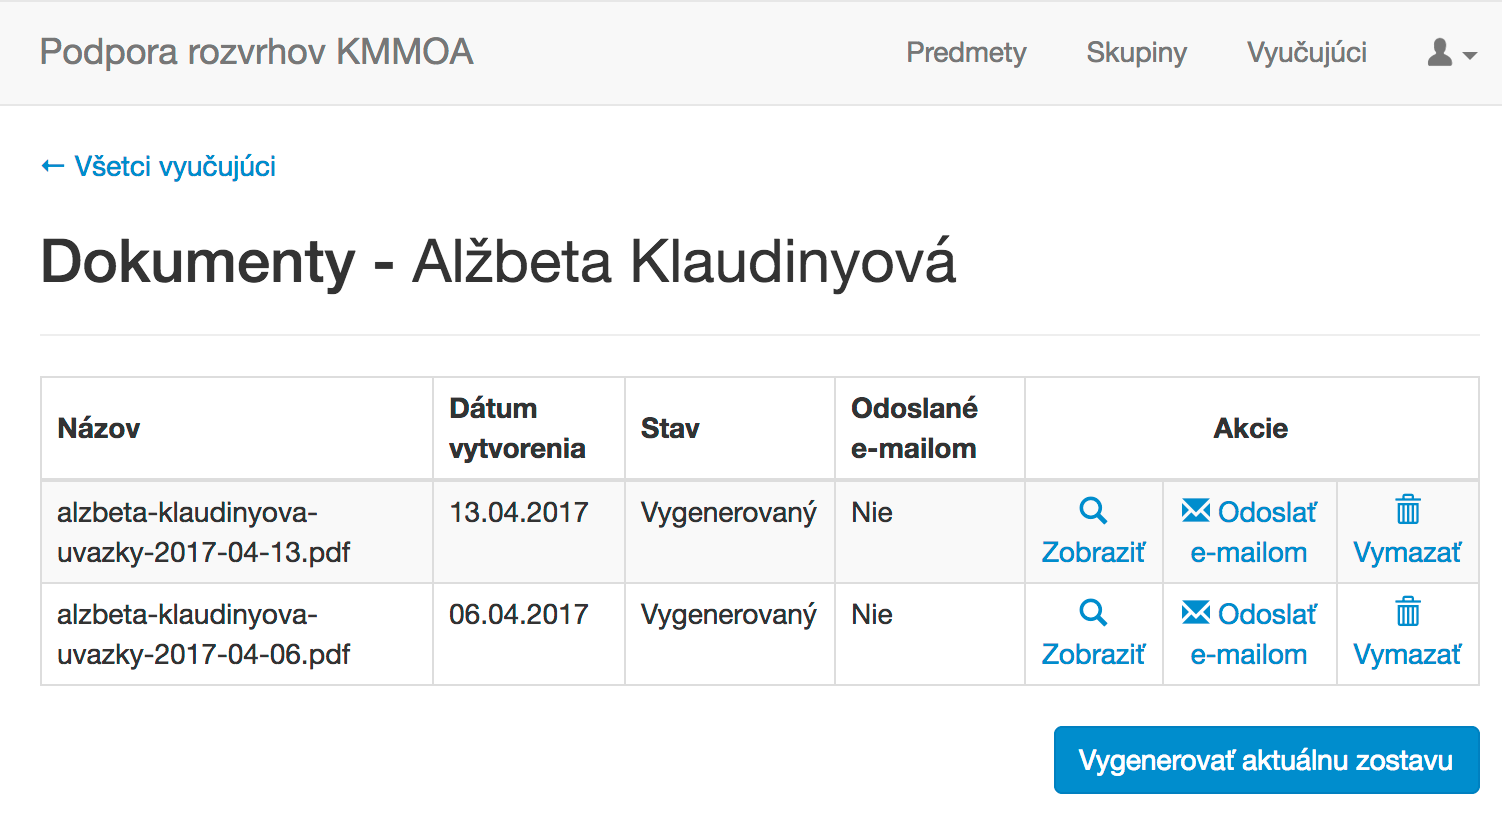 Podpora rozvrhov KMMOA
Predmety
Skupiny
Vyučujúci
← Všetci vyučujúci
Dokumenty - Alžbeta Klaudinyová
Názov
Dátum
vytvorenia
Stav
Odoslané
e-mailom
Akcie
alzbeta-klaudinyova-
uvazky-2017-04-13.pdf
13.04.2017
Vygenerovaný
Nie
Zobraziť
Odoslať
e-mailom
Vymazať
alzbeta-klaudinyova-
uvazky-2017-04-06.pdf
06.04.2017
Vygenerovaný
Nie
Zobraziť
Odoslať
e-mailom
Vymazať
Vygenerovať aktuálnu zostavu